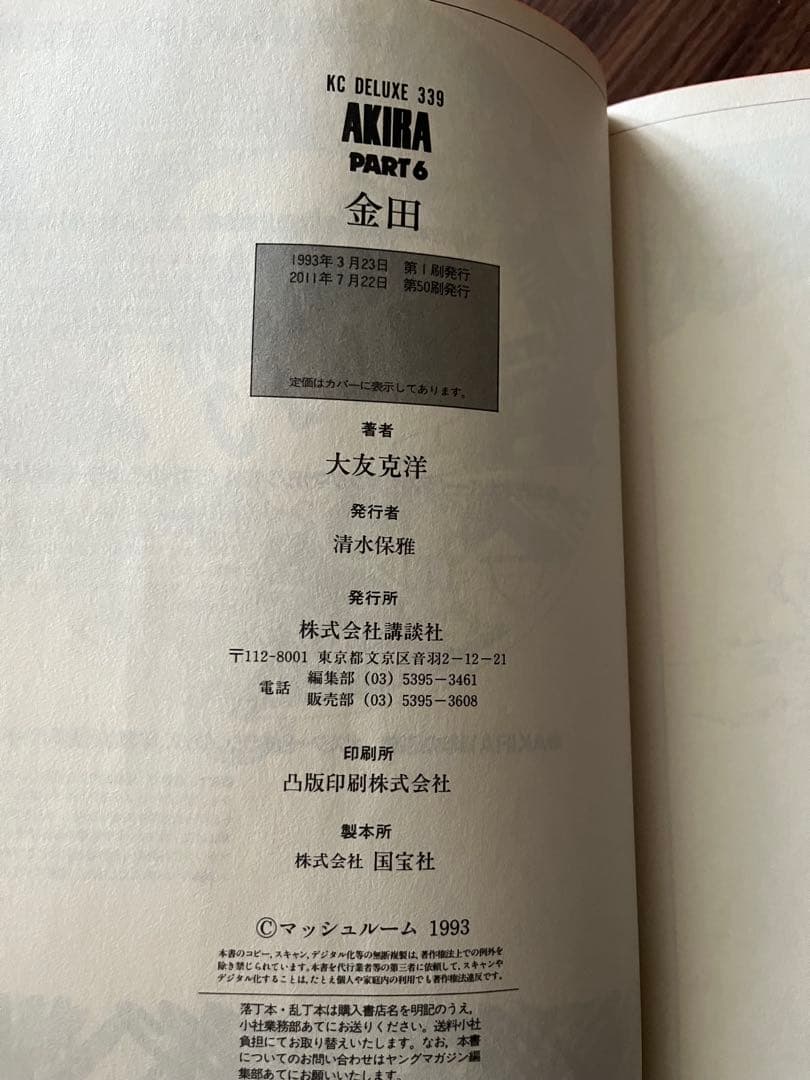 KC DELUXE 339
AKIRA
PART6
金田
1993年3月23日 第1刷発行
2011年7月22日 第50刷発行
定価はカバーに表示してあります。
著者
大友克洋
発行者
清水保雅
発行所
株式会社講談社
〒112-8001 東京都文京区音羽2-12-21
電話
編集部(03)5395-3461
販売部(03)5395-3608
印刷所
凸版印刷株式会社
製本所
株式会社 国宝社
©マッシュルーム 1993
本書のコピー、スキャン、デジタル化等の無断複製は、著作権法上での例外を
除き禁じられています。本書を代行業者等の第三者に依頼して、スキャンや
デジタル化することは、たとえ個人や家庭内の利用でも著作権法違反です。
落丁本・乱丁本は購入書店名を明記のうえ、
小社業務部あてにお送りください。送料小社
負担にてお取り替えいたします。なお、本書
についてのお問い合わせはヤングマガジン編
集部あてにお願いいたします。